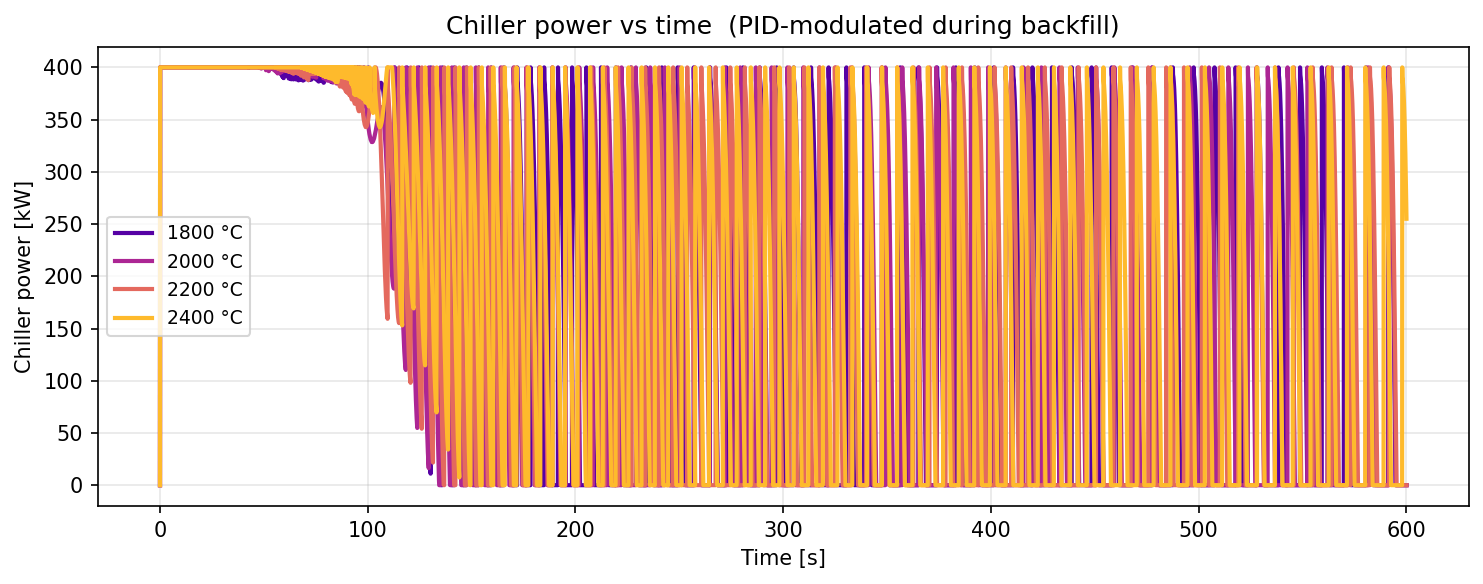 Chiller power vs time  (PID-modulated during backfill)
Chiller power [kW]
400
350
300
250
200
150
100
50
0
1800 °C
2000 °C
2200 °C
2400 °C
0 100 200 300 400 500 600
Time [s]